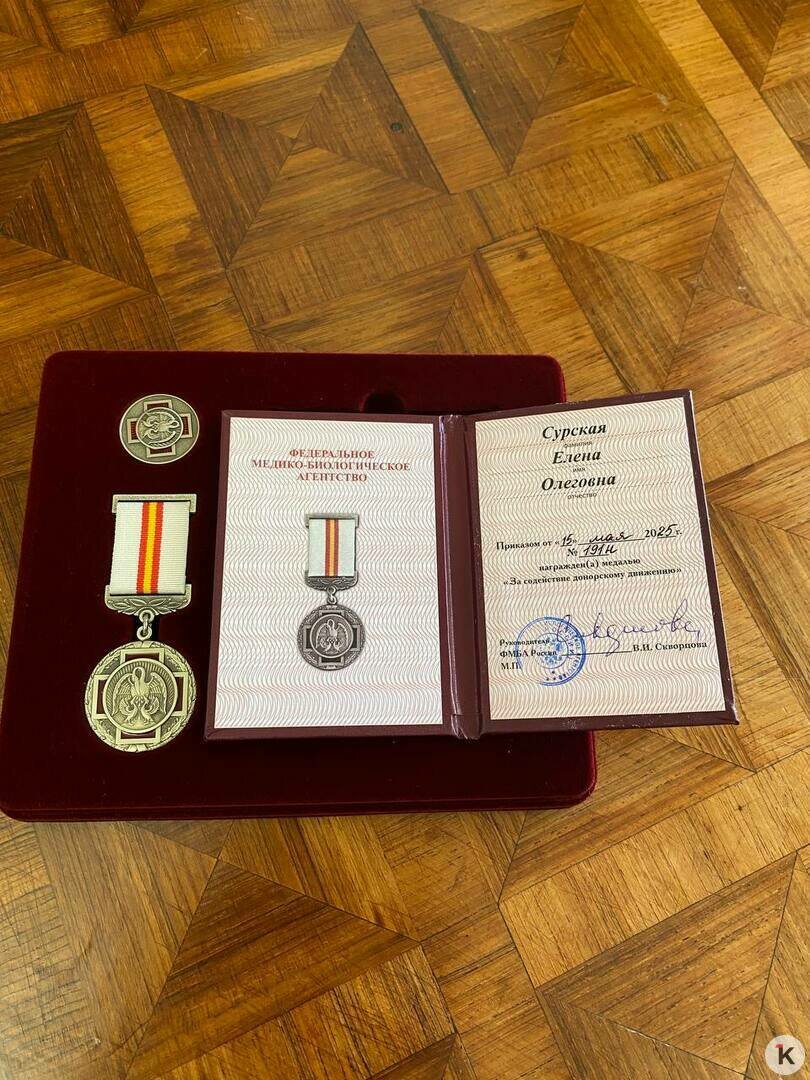 ФЕДЕРАЛЬНОЕ
МЕДИКО-БИОЛОГИЧЕСКОЕ
АГЕНТСТВО
Сурская
фамилия
Елена
имя
Олеговна
отчество
Приказом от «15» мая 2025 г.
№ 191н
награжден(а) медалью
«За содействие донорскому движению»
Руководитель
ФМБА России
В.И. Скворцова
М.П.
1k